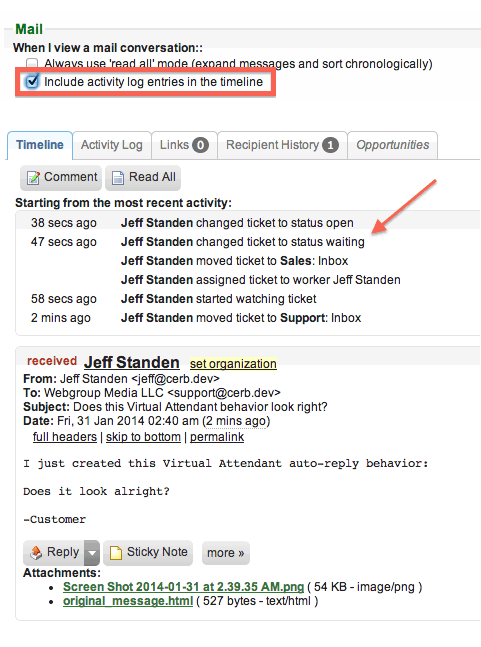 Mail
When I view a mail conversation::
Always use 'read all' mode (expand messages and sort chronologically)
Include activity log entries in the timeline
Timeline Activity Log Links 0 Recipient History 1 Opportunities
Comment Read All
Starting from the most recent activity:
38 secs ago Jeff Standen changed ticket to status open
47 secs ago Jeff Standen changed ticket to status waiting
Jeff Standen moved ticket to Sales: Inbox
Jeff Standen assigned ticket to worker Jeff Standen
58 secs ago Jeff Standen started watching ticket
2 mins ago Jeff Standen moved ticket to Support: Inbox
received Jeff Standen set organization
From: Jeff Standen <jeff@cerb.dev>
To: Webgroup Media LLC <support@cerb.dev>
Subject: Does this Virtual Attendant behavior look right?
Date: Fri, 31 Jan 2014 02:40 am (2 mins ago)
full headers | skip to bottom | permalink
I just created this Virtual Attendant auto-reply behavior:
Does it look alright?
-Customer
Reply Sticky Note more »
Attachments:
• Screen Shot 2014-01-31 at 2.39.35 AM.png ( 54 KB - image/png )
• original_message.html ( 527 bytes - text/html )